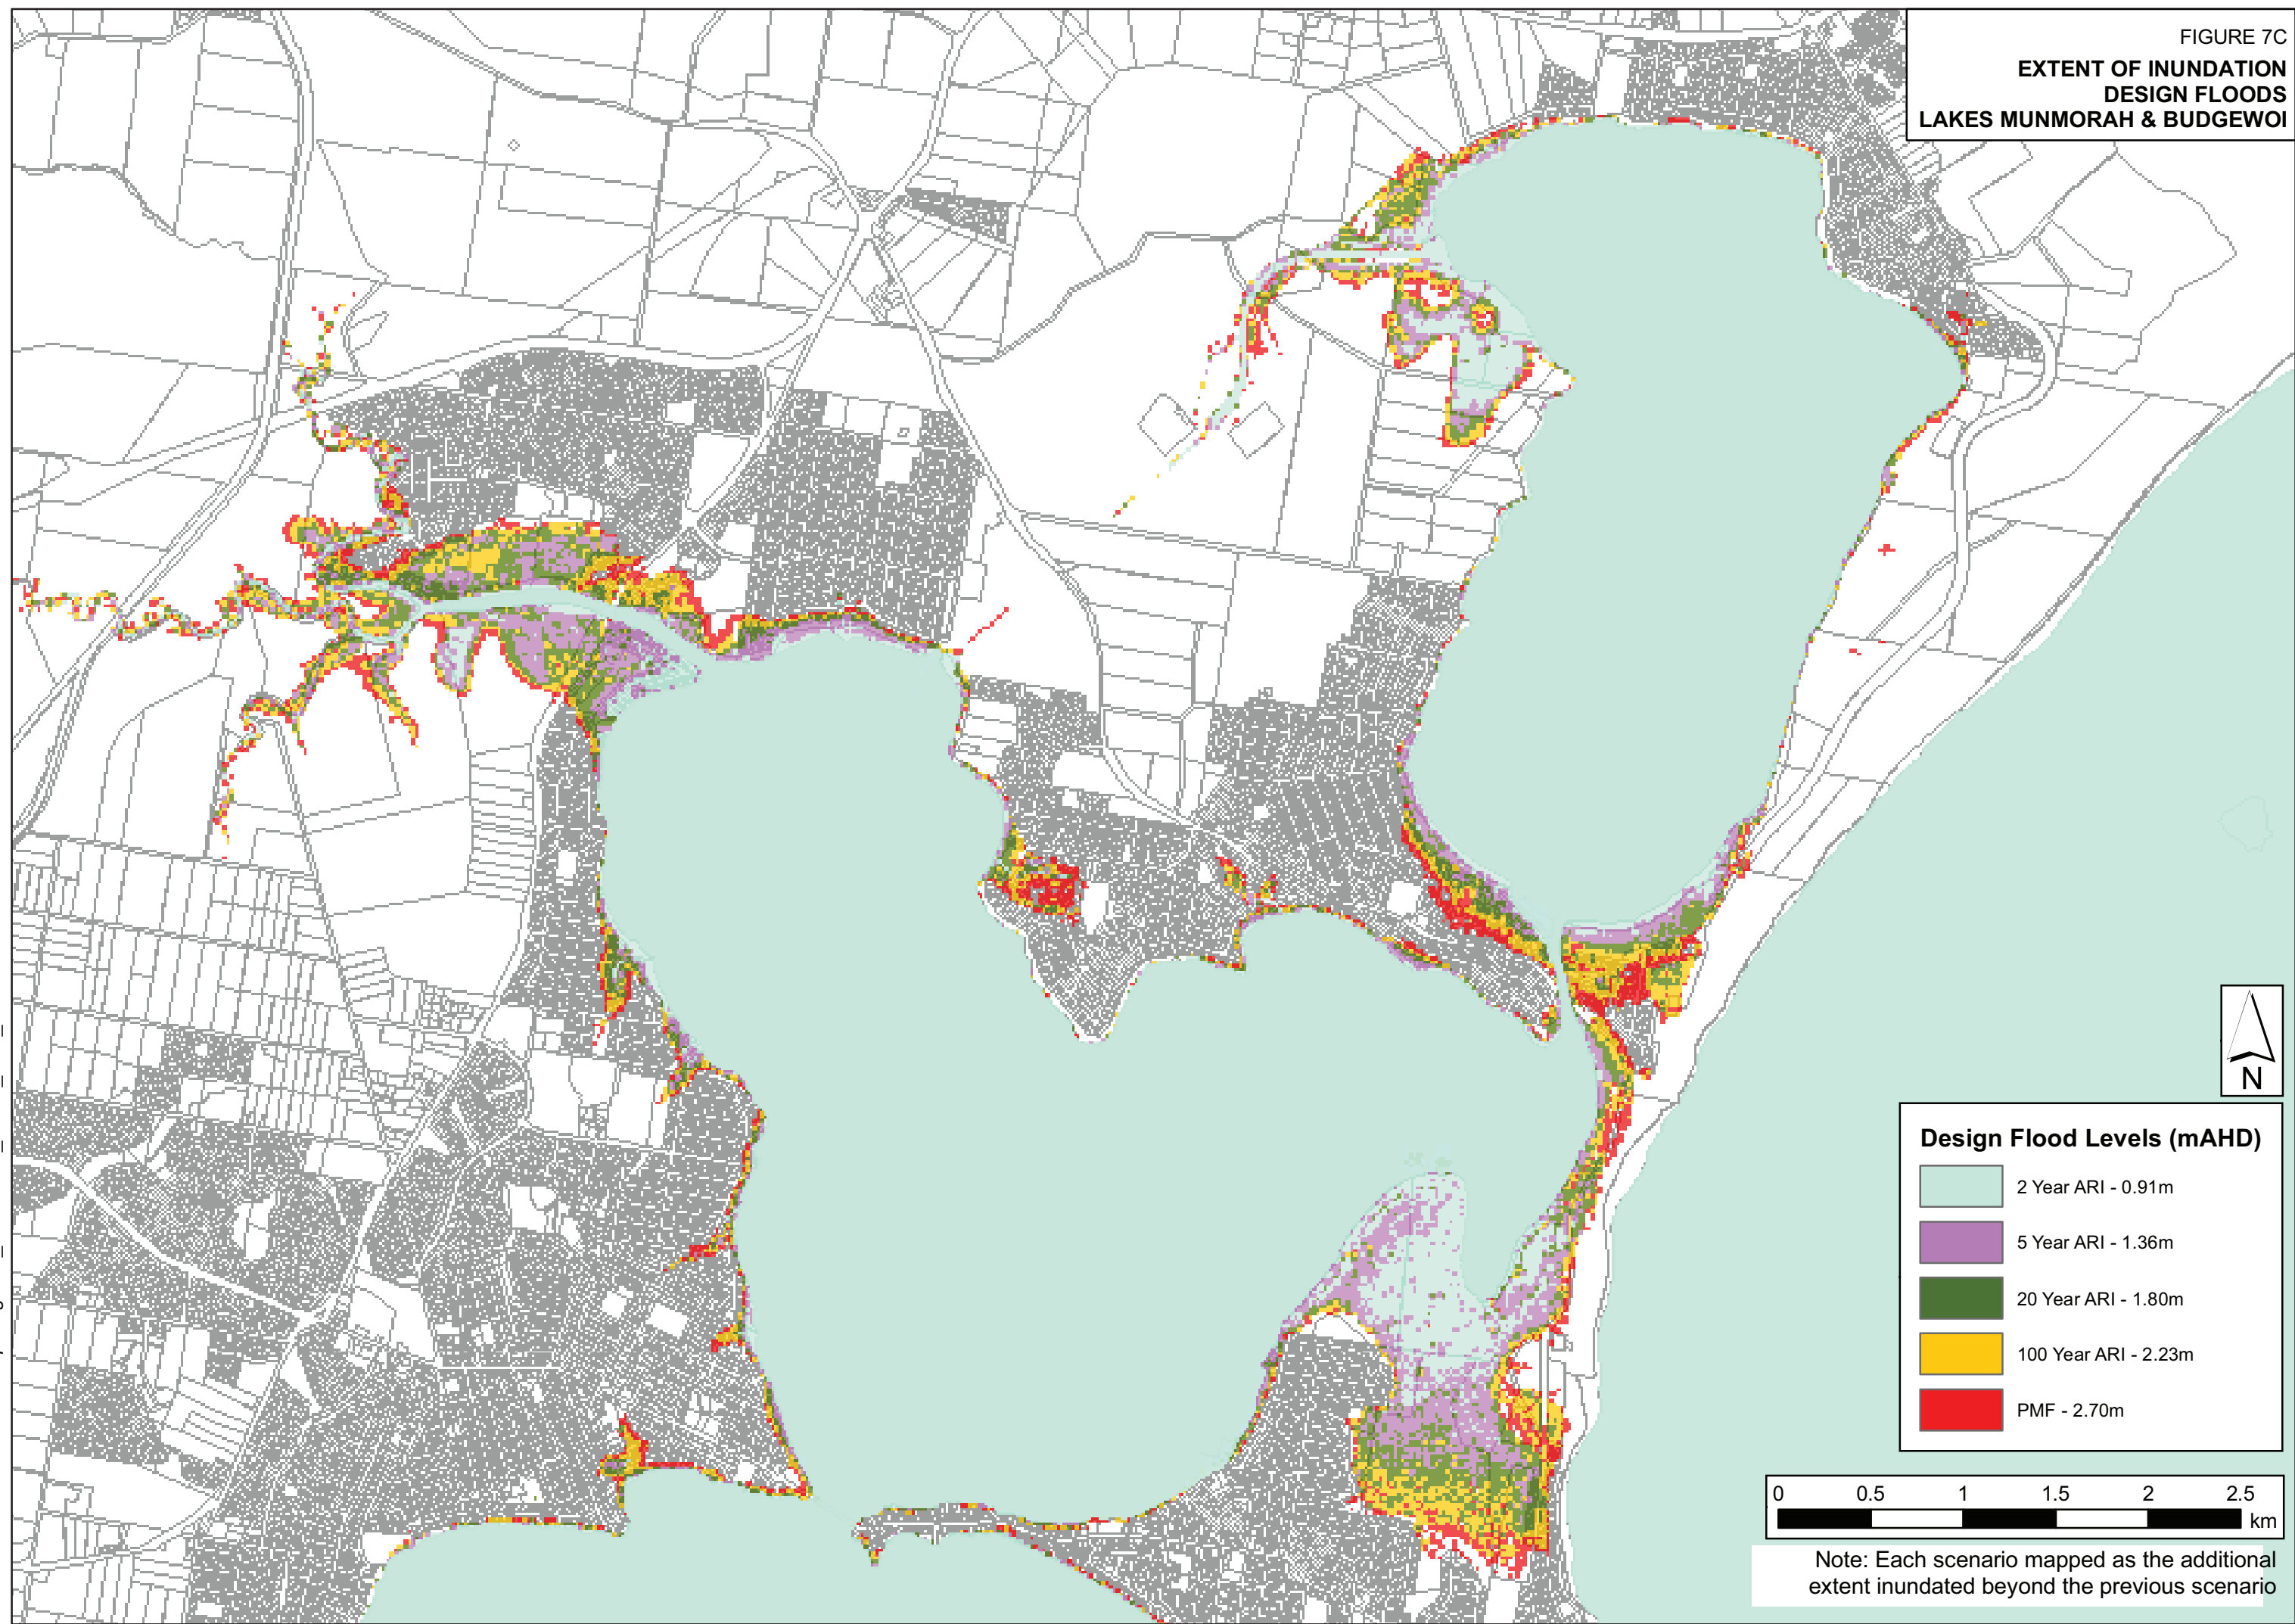 FIGURE 7C
EXTENT OF INUNDATION
DESIGN FLOODS
LAKES MUNMORAH & BUDGEWOI
N
Design Flood Levels (mAHD)
2 Year ARI - 0.91m
5 Year ARI - 1.36m
20 Year ARI - 1.80m
100 Year ARI - 2.23m
PMF - 2.70m
0 0.5 1 1.5 2 2.5
km
Note: Each scenario mapped as the additional
extent inundated beyond the previous scenario